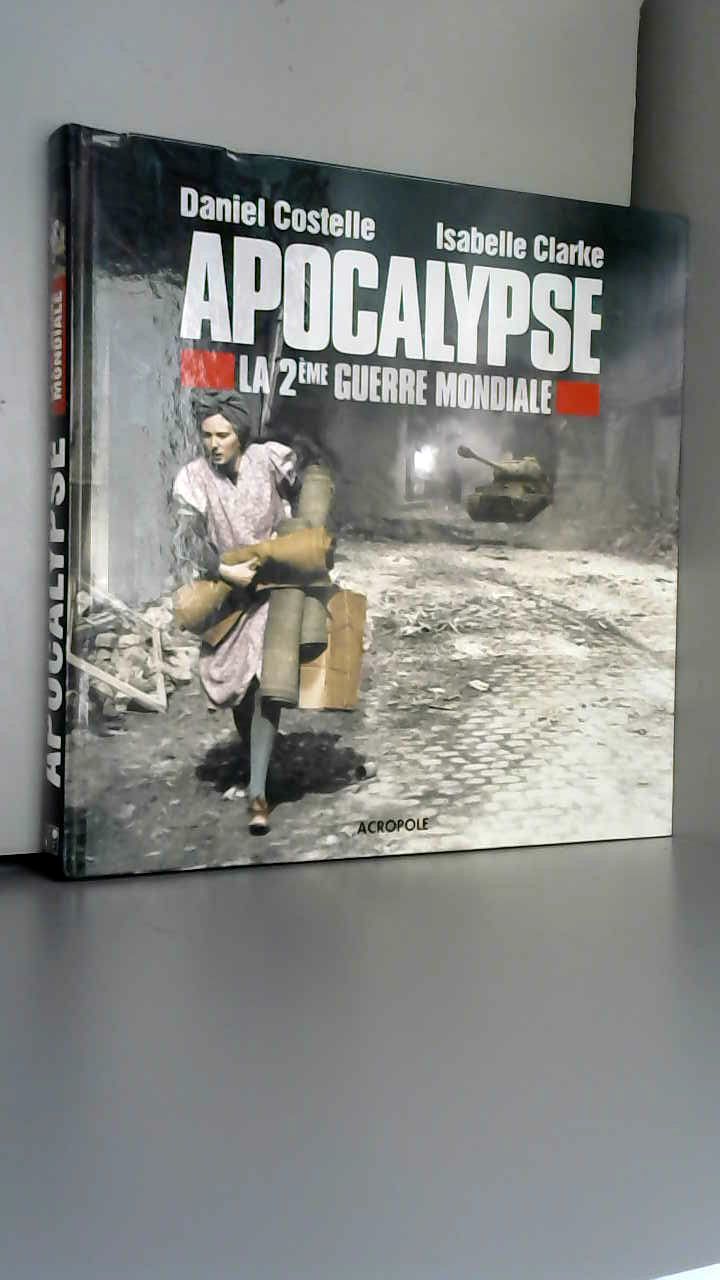 Daniel Costelle
Isabelle Clarke
APOCALYPSE
LA 2ÈME GUERRE MONDIALE
ACROPOLE
APOCALYPSE MONDIALE